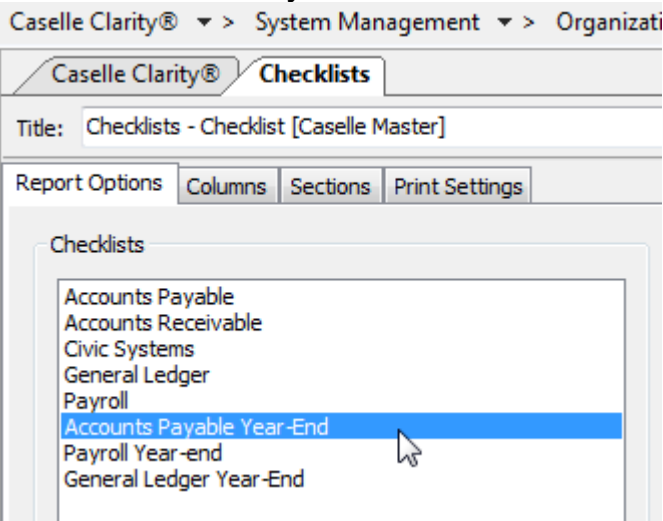 Caselle Clarity® > System Management > Organizati
Caselle Clarity® Checklists
Title: Checklists - Checklist [Caselle Master]
Report Options Columns Sections Print Settings
Checklists
Accounts Payable
Accounts Receivable
Civic Systems
General Ledger
Payroll
Accounts Payable Year-End
Payroll Year-end
General Ledger Year-End